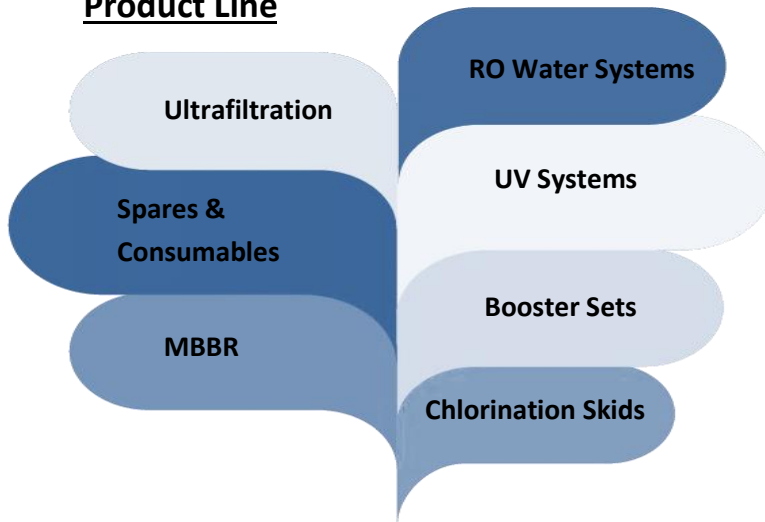 Product Line
RO Water Systems
Ultrafiltration
UV Systems
Spares &
Consumables
Booster Sets
MBBR
Chlorination Skids